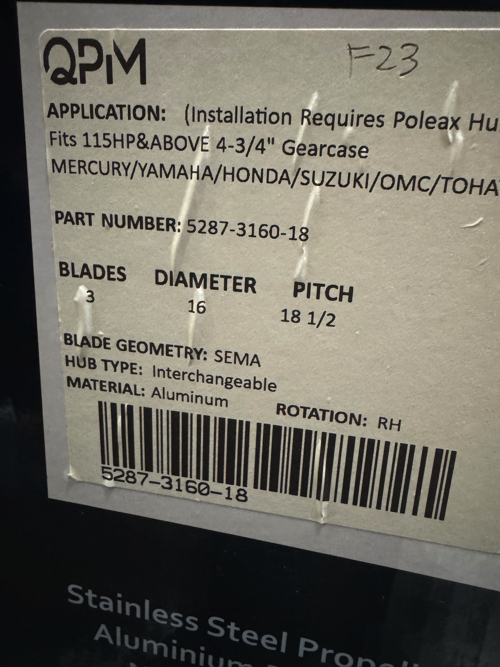 QPM
F23
APPLICATION: (Installation Requires Poleax Hu
Fits 115HP&ABOVE 4-3/4" Gearcase
MERCURY/YAMAHA/HONDA/SUZUKI/OMC/TOHA
PART NUMBER: 5287-3160-18
BLADES DIAMETER PITCH
3 16 18 1/2
BLADE GEOMETRY: SEMA
HUB TYPE: Interchangeable
MATERIAL: Aluminum ROTATION: RH
5287-3160-18
Stainless Steel Prop
Aluminium